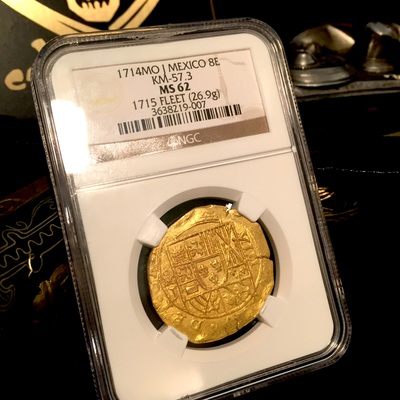 1714MO J MEXICO 8E
KM-57.3
MS 62
1715 FLEET (26.9g)
3638219-007
NGC